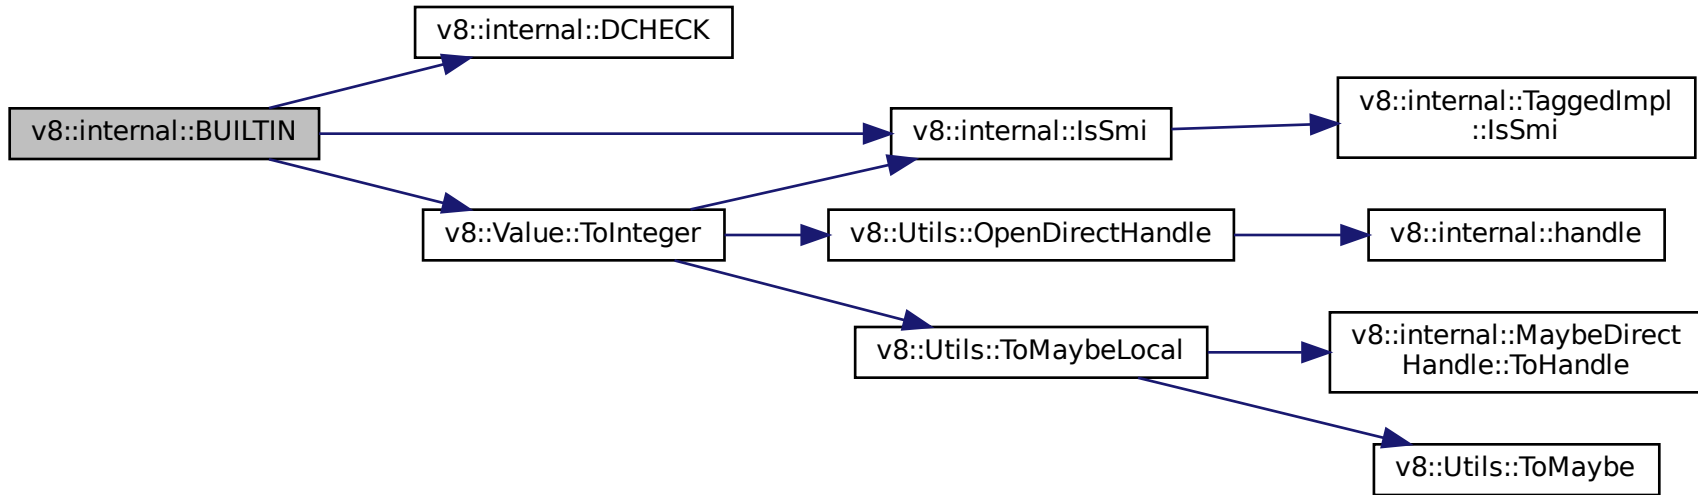 v8::internal::DCHECK
v8::internal::BUILTIN
v8::internal::IsSmi
v8::internal::TaggedImpl
::IsSmi
v8::Value::ToInteger
v8::Utils::OpenDirectHandle
v8::internal::handle
v8::Utils::ToMaybeLocal
v8::internal::MaybeDirect
Handle::ToHandle
v8::Utils::ToMaybe